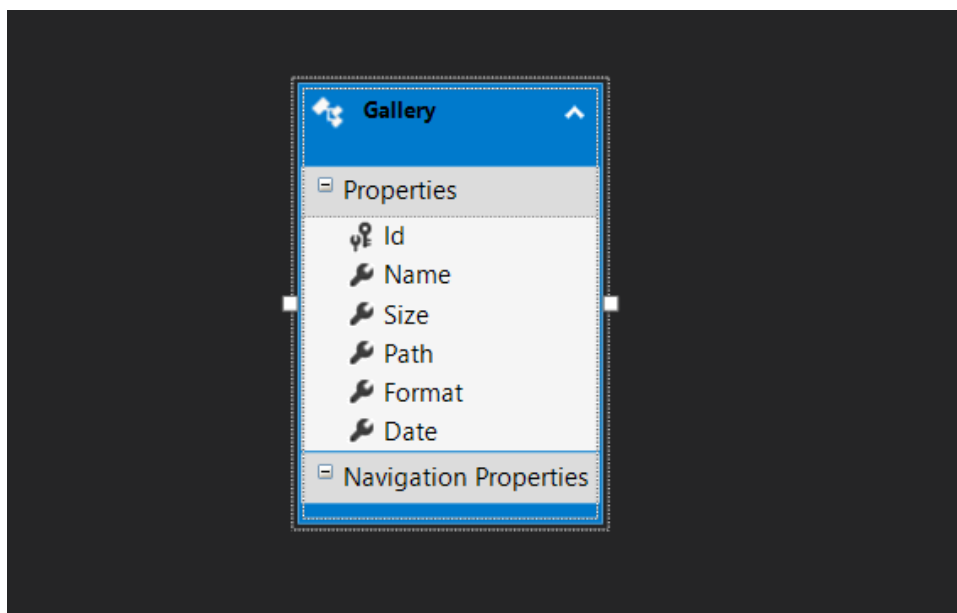 Gallery
Properties
Id
Name
Size
Path
Format
Date
Navigation Properties